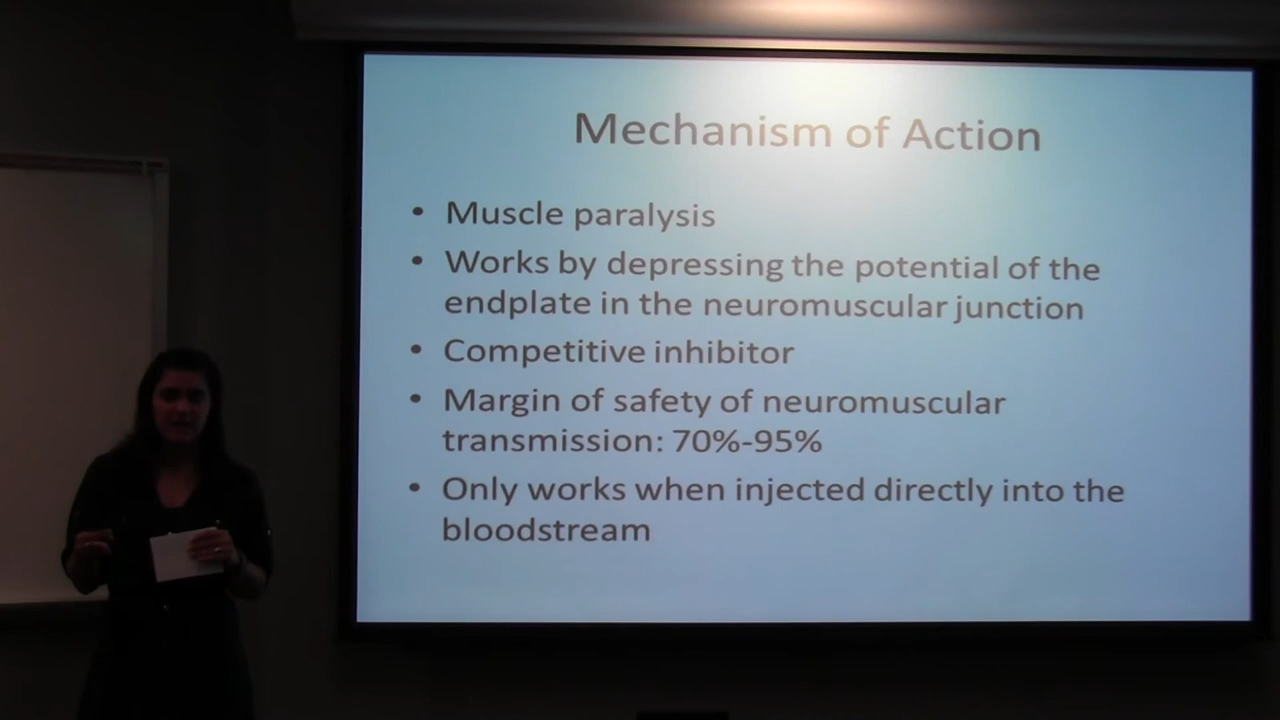 Mechanism of Action
• Muscle paralysis
• Works by depressing the potential of the
endplate in the neuromuscular junction
• Competitive inhibitor
• Margin of safety of neuromuscular
transmission: 70%-95%
• Only works when injected directly into the
bloodstream